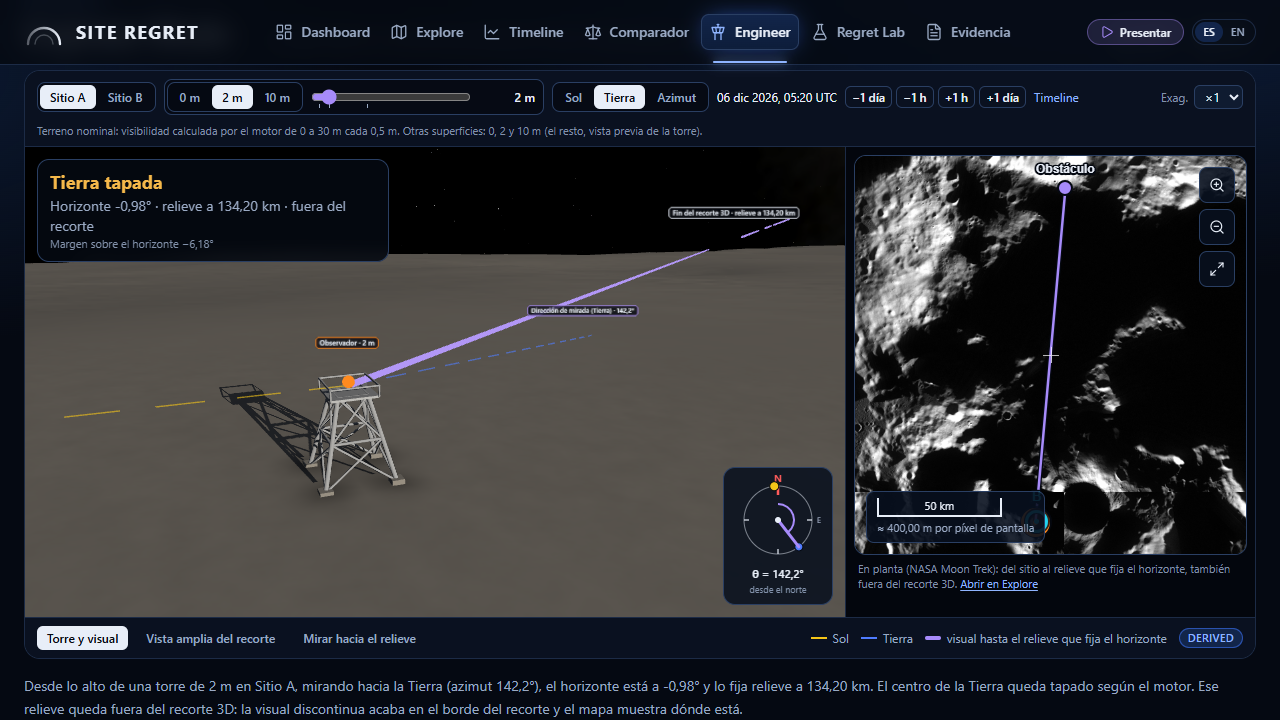 SITE REGRET
Dashboard
Explore
Timeline
Comparador
Engineer
Regret Lab
Evidencia
Presentar
ES
EN
Sitio A
Sitio B
0 m
2 m
10 m
2 m
Sol
Tierra
Azimut
06 dic 2026, 05:20 UTC
−1 día
−1 h
+1 h
+1 día
Timeline
Exag.
×1
Terreno nominal: visibilidad calculada por el motor de 0 a 30 m cada 0,5 m. Otras superficies: 0, 2 y 10 m (el resto, vista previa de la torre).
Tierra tapada
Horizonte -0,98° · relieve a 134,20 km · fuera del
recorte
Margen sobre el horizonte −6,18°
Fin del recorte 3D · relieve a 134,20 km
Dirección de mirada (Tierra) · 142,2°
Observador · 2 m
N
E
θ = 142,2°
desde el norte
Obstáculo
50 km
≈ 400,00 m por píxel de pantalla
En planta (NASA Moon Trek): del sitio al relieve que fija el horizonte, también
fuera del recorte 3D. Abrir en Explore
Torre y visual
Vista amplia del recorte
Mirar hacia el relieve
Sol
Tierra
visual hasta el relieve que fija el horizonte
DERIVED
Desde lo alto de una torre de 2 m en Sitio A, mirando hacia la Tierra (azimut 142,2°), el horizonte está a -0,98° y lo fija relieve a 134,20 km. El centro de la Tierra queda tapado según el motor. Ese
relieve queda fuera del recorte 3D: la visual discontinua acaba en el borde del recorte y el mapa muestra dónde está.